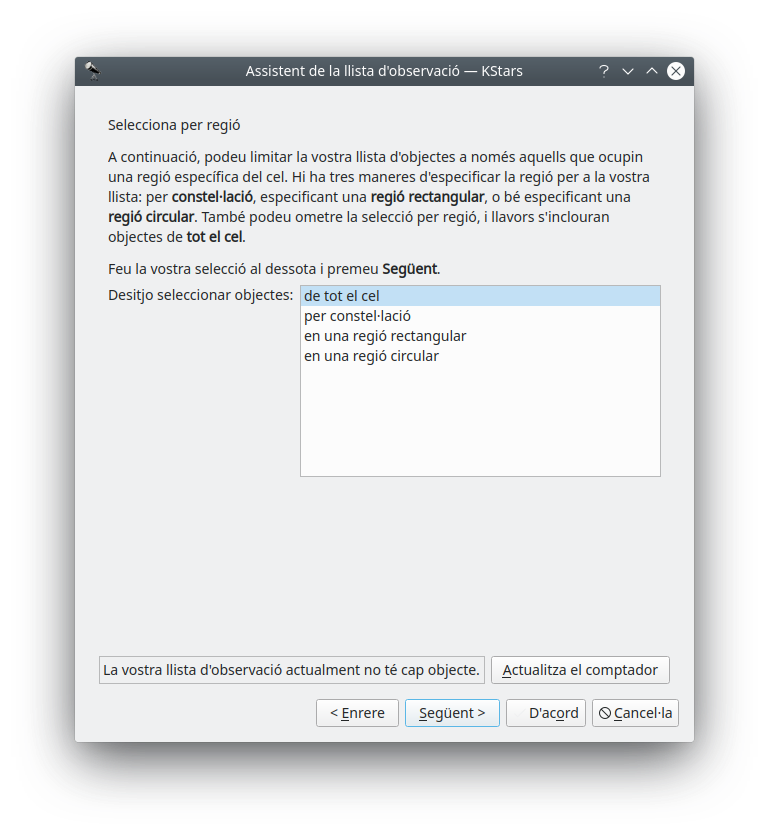 Assistent de la llista d'observació — KStars
Selecciona per regió
A continuació, podeu limitar la vostra llista d'objectes a només aquells que ocupin
una regió específica del cel. Hi ha tres maneres d'especificar la regió per a la vostra
llista: per constel·lació, especificant una regió rectangular, o bé especificant una
regió circular. També podeu ometre la selecció per regió, i llavors s'inclouran
objectes de tot el cel.
Feu la vostra selecció al dessota i premeu Següent.
Desitjo seleccionar objectes:
de tot el cel
per constel·lació
en una regió rectangular
en una regió circular
La vostra llista d'observació actualment no té cap objecte.
Actualitza el comptador
< Enrere
Següent >
D'acord
Cancel·la